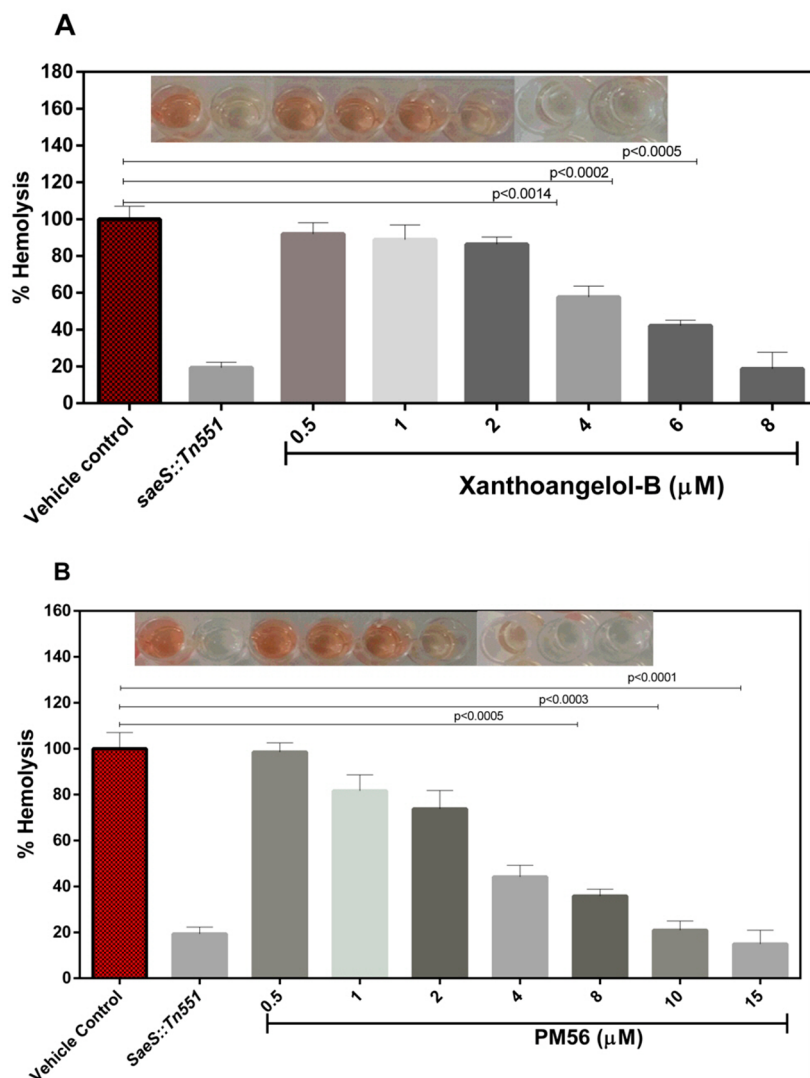 A
180
160
140
120
100
80
60
40
20
0
% Hemolysis
p<0.0005
p<0.0002
p<0.0014
Vehicle control
saeS::Tn551
0.5
1
2
4
6
8
Xanthoangelol-B (μM)
B
160
140
120
100
80
60
40
20
0
% Hemolysis
p<0.0001
p<0.0003
p<0.0005
Vehicle Control
SaeS::Tn551
0.5
1
2
4
8
10
15
PM56 (μM)